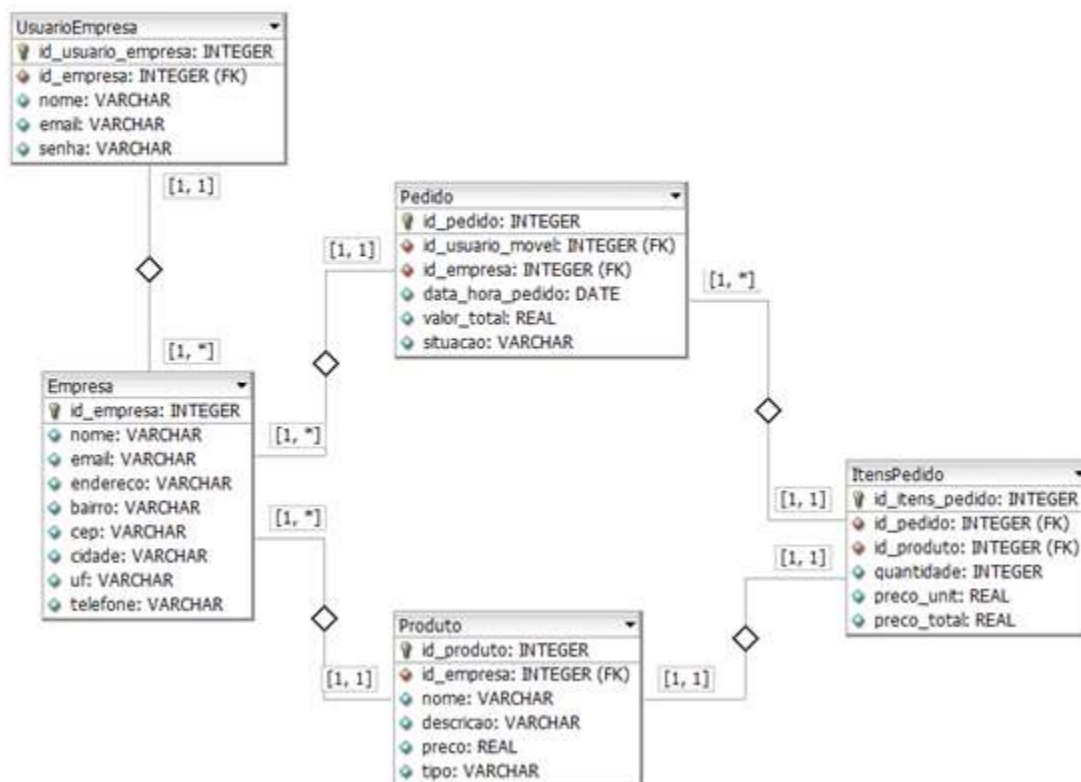 UsuarioEmpresa
id_usuario_empresa: INTEGER
id_empresa: INTEGER (FK)
nome: VARCHAR
email: VARCHAR
senha: VARCHAR
[1, 1]
[1, *]
Pedido
id_pedido: INTEGER
id_usuario_movel: INTEGER (FK)
id_empresa: INTEGER (FK)
data_hora_pedido: DATE
valor_total: REAL
situacao: VARCHAR
[1, 1]
[1, *]
Empresa
id_empresa: INTEGER
nome: VARCHAR
email: VARCHAR
endereco: VARCHAR
bairro: VARCHAR
cep: VARCHAR
cidade: VARCHAR
uf: VARCHAR
telefone: VARCHAR
[1, *]
[1, *]
[1, 1]
ItensPedido
id_itens_pedido: INTEGER
id_pedido: INTEGER (FK)
id_produto: INTEGER (FK)
quantidade: INTEGER
preco_unit: REAL
preco_total: REAL
[1, 1]
[1, 1]
Produto
id_produto: INTEGER
id_empresa: INTEGER (FK)
nome: VARCHAR
descricao: VARCHAR
preco: REAL
tipo: VARCHAR
[1, 1]